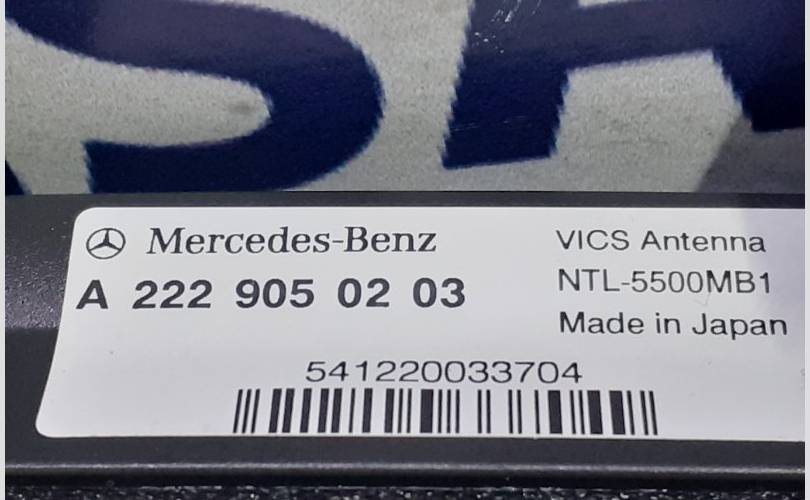 Mercedes-Benz
A 222 905 02 03
VICS Antenna
NTL-5500MB1
Made in Japan
541220033704